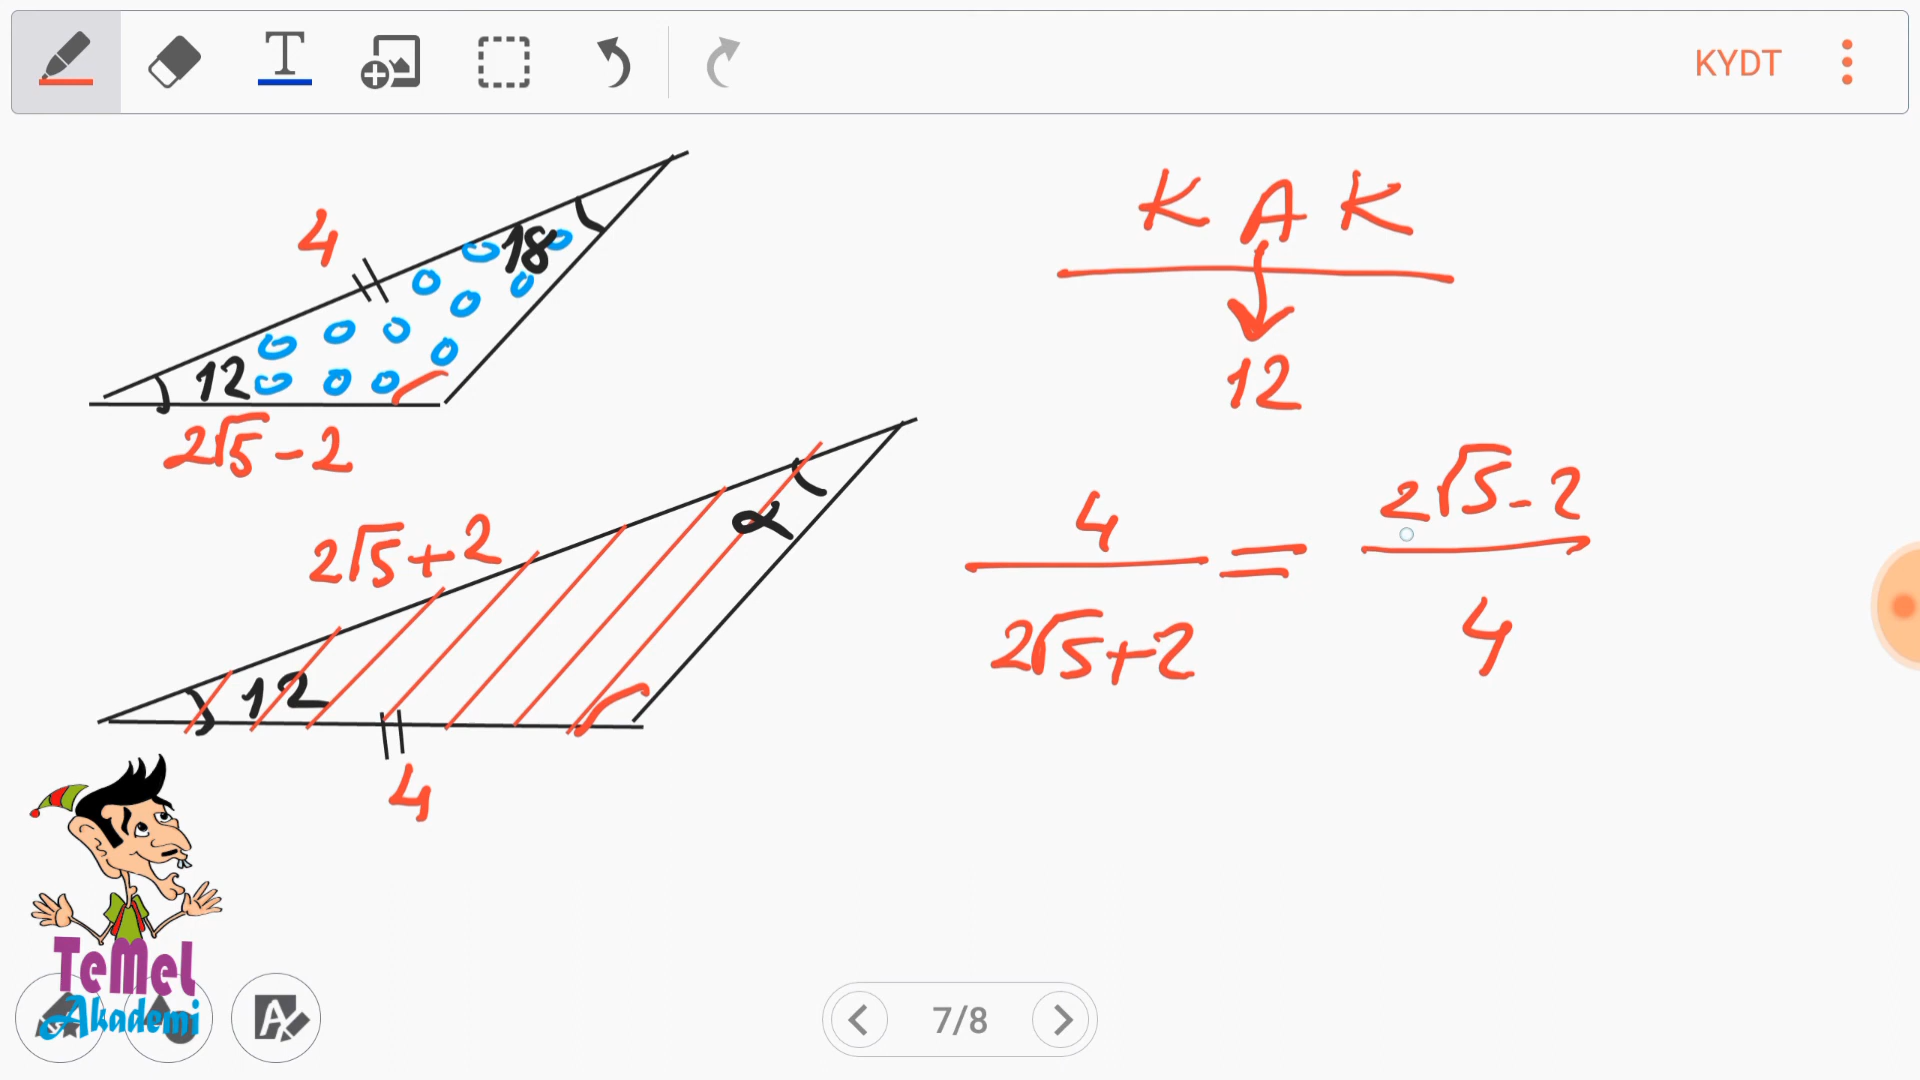 T
KYDT
K A K
12
4
18
12
2√5-2
2√5+2
α
12
4
4
2√5+2
=
2√5-2
4
Temel
Akademi
A
7/8